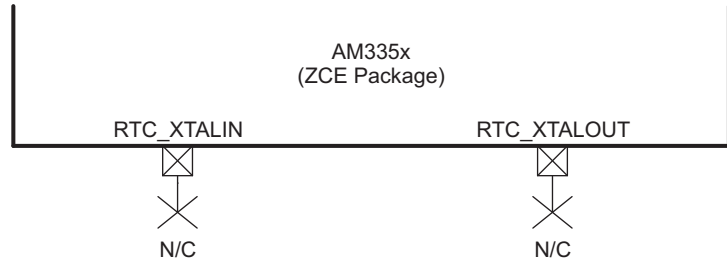 AM335x
(ZCE Package)
RTC_XTALIN
RTC_XTALOUT
N/C
N/C